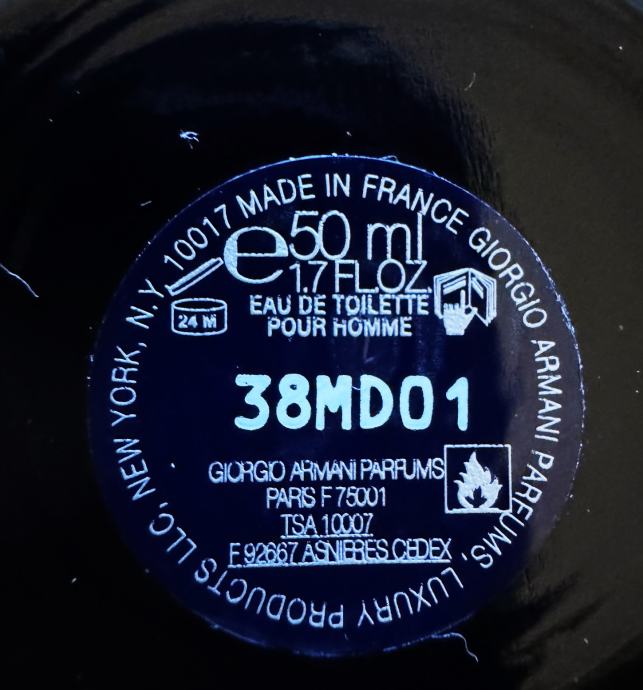 MADE IN FRANCE GIORGIO ARMANI PARFUMS, LUXURY PRODUCTS LLC, NEW YORK, N.Y. 10017
e50 ml
1.7 FL.OZ.
24 M
EAU DE TOILETTE
POUR HOMME
38MD01
GIORGIO ARMANI PARFUMS
PARIS F 75001
TSA 10007
F 92667 ASNIERES CEDEX